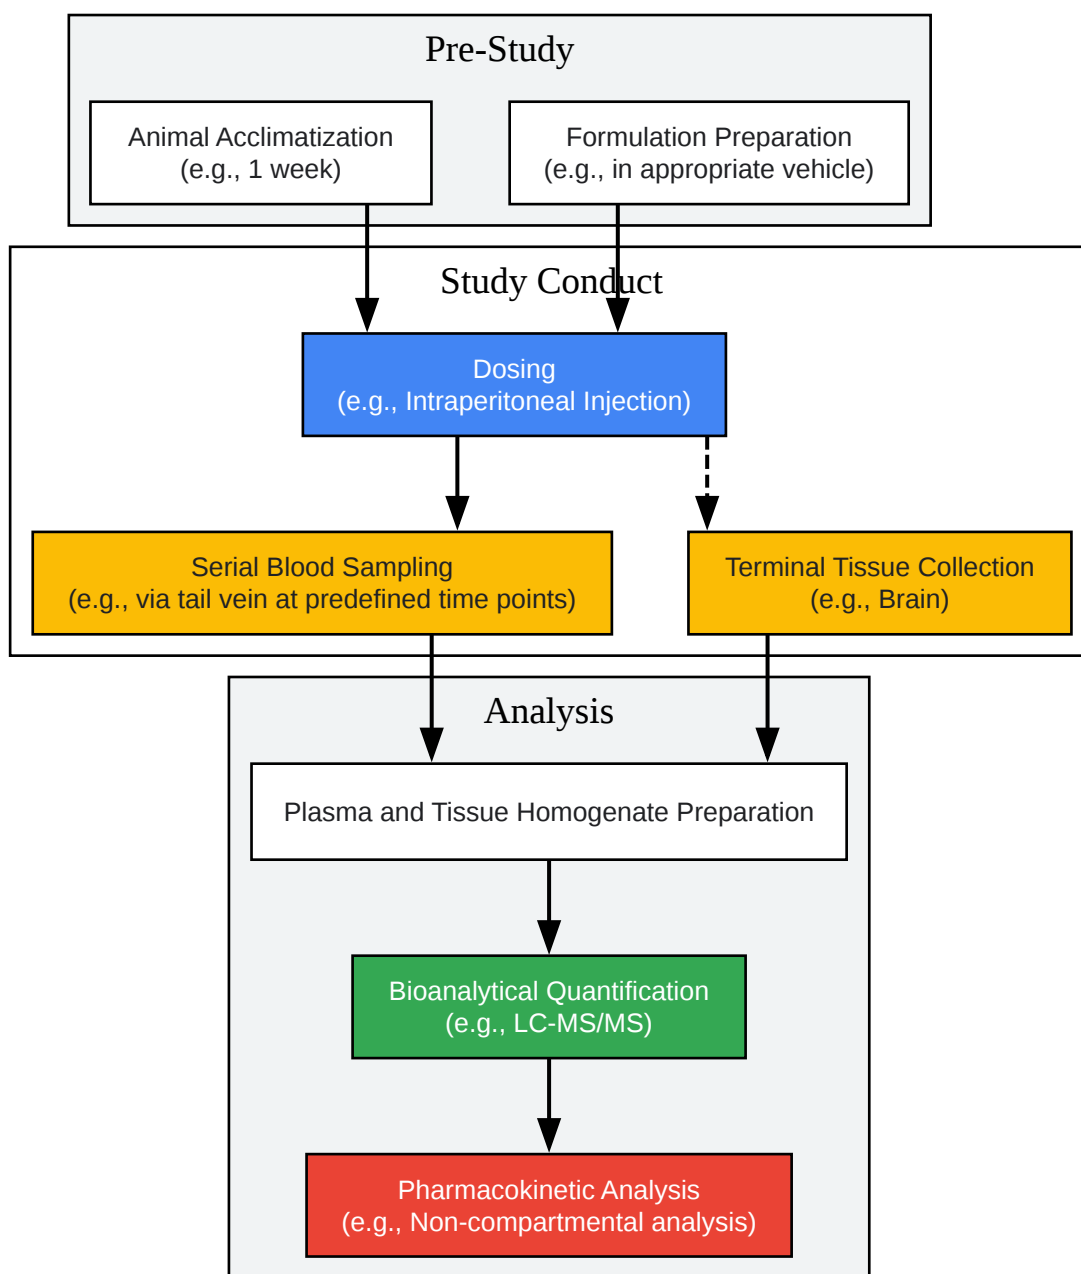 Pre-Study
Animal Acclimatization
(e.g., 1 week)
Formulation Preparation
(e.g., in appropriate vehicle)
Study Conduct
Dosing
(e.g., Intraperitoneal Injection)
Serial Blood Sampling
(e.g., via tail vein at predefined time points)
Terminal Tissue Collection
(e.g., Brain)
Analysis
Plasma and Tissue Homogenate Preparation
Bioanalytical Quantification
(e.g., LC-MS/MS)
Pharmacokinetic Analysis
(e.g., Non-compartmental analysis)